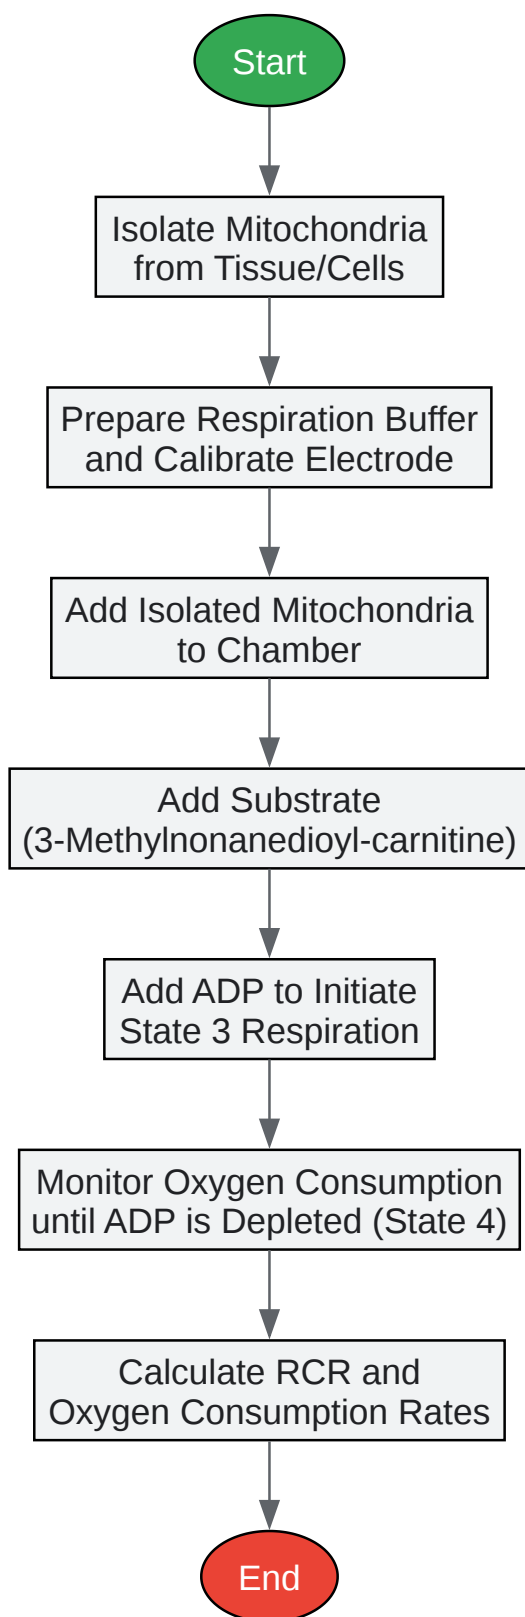 Start
Isolate Mitochondria
from Tissue/Cells
Prepare Respiration Buffer
and Calibrate Electrode
Add Isolated Mitochondria
to Chamber
Add Substrate
(3-Methylnonanedioyl-carnitine)
Add ADP to Initiate
State 3 Respiration
Monitor Oxygen Consumption
until ADP is Depleted (State 4)
Calculate RCR and
Oxygen Consumption Rates
End